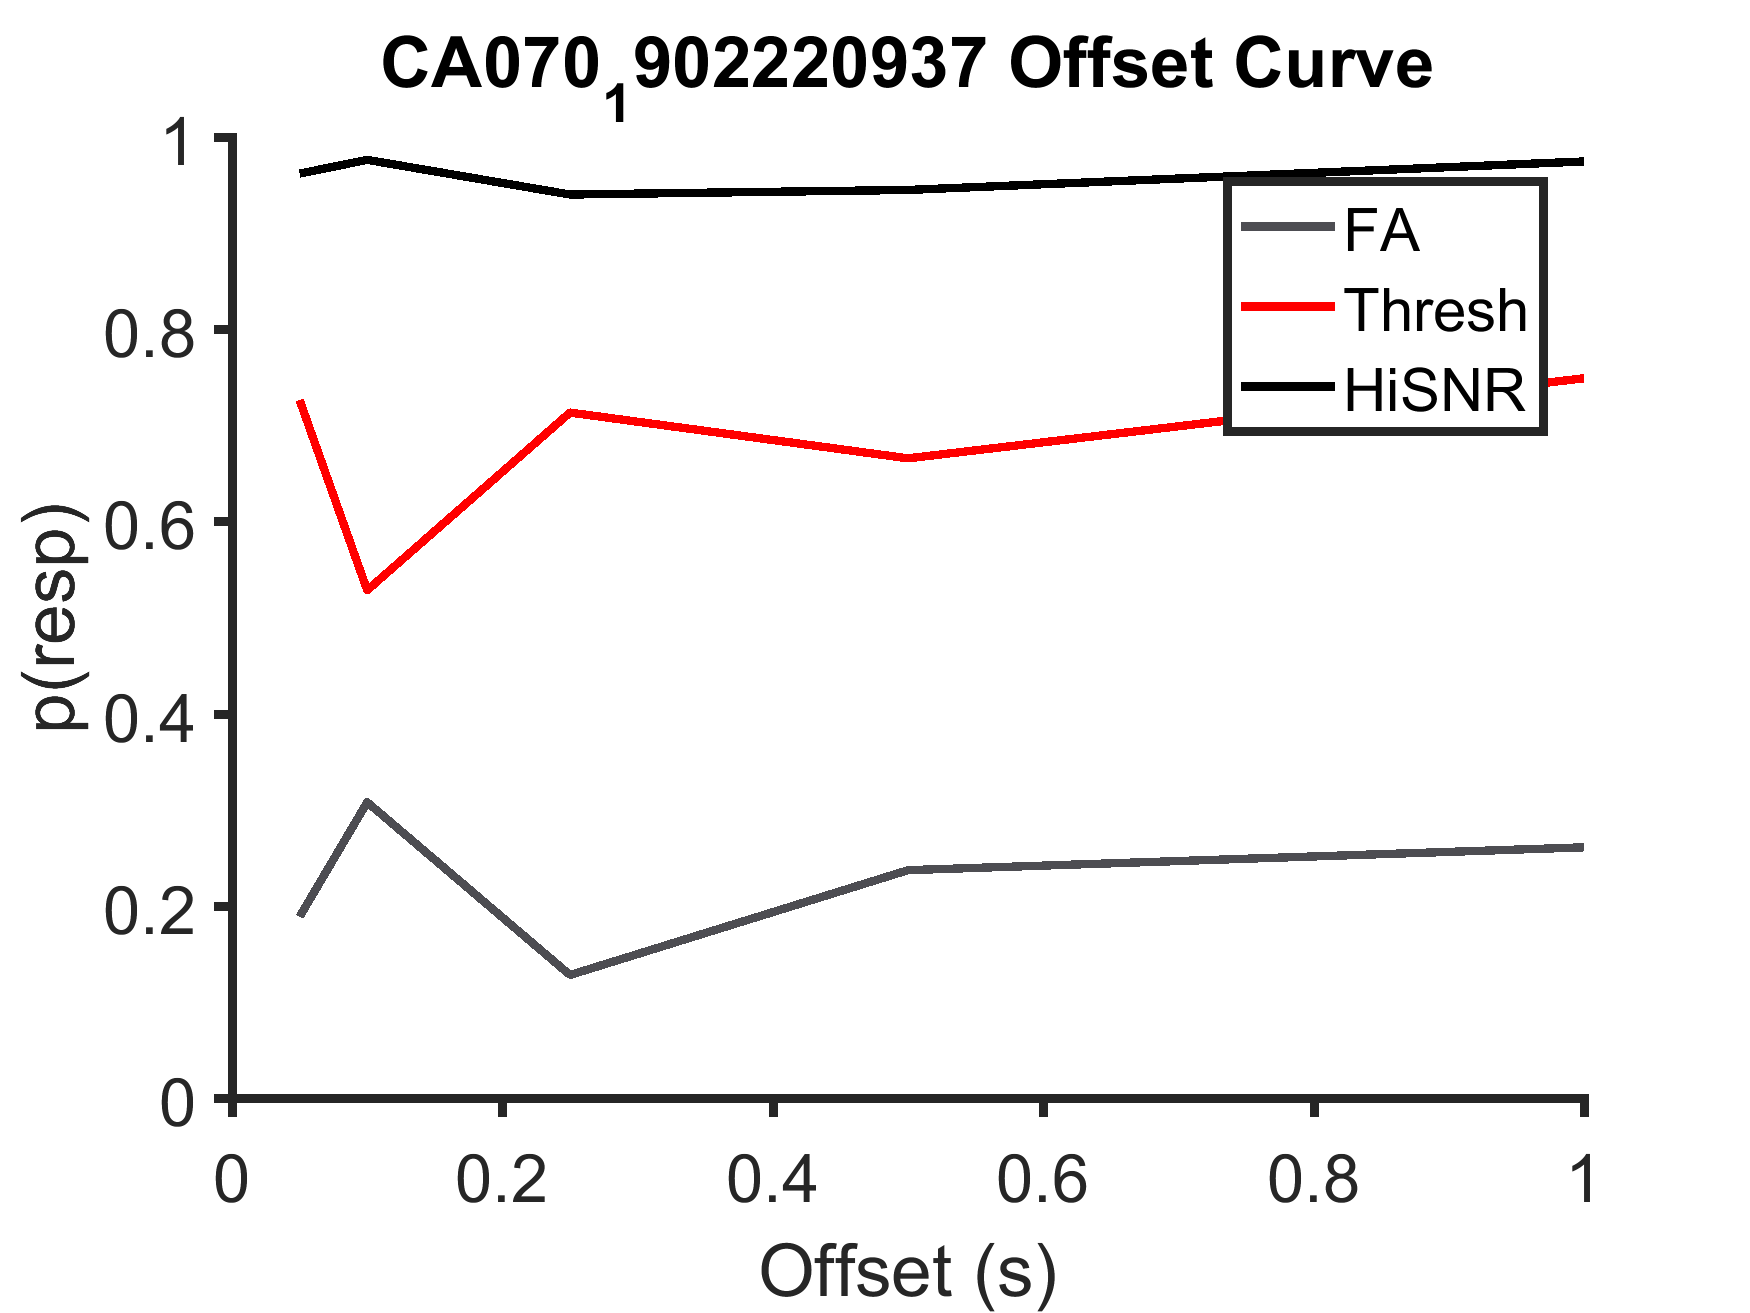 CA070₁902220937 Offset Curve
1
0.8
0.6
0.4
0.2
0
p(resp)
FA
Thresh
HiSNR
0 0.2 0.4 0.6 0.8 1
Offset (s)